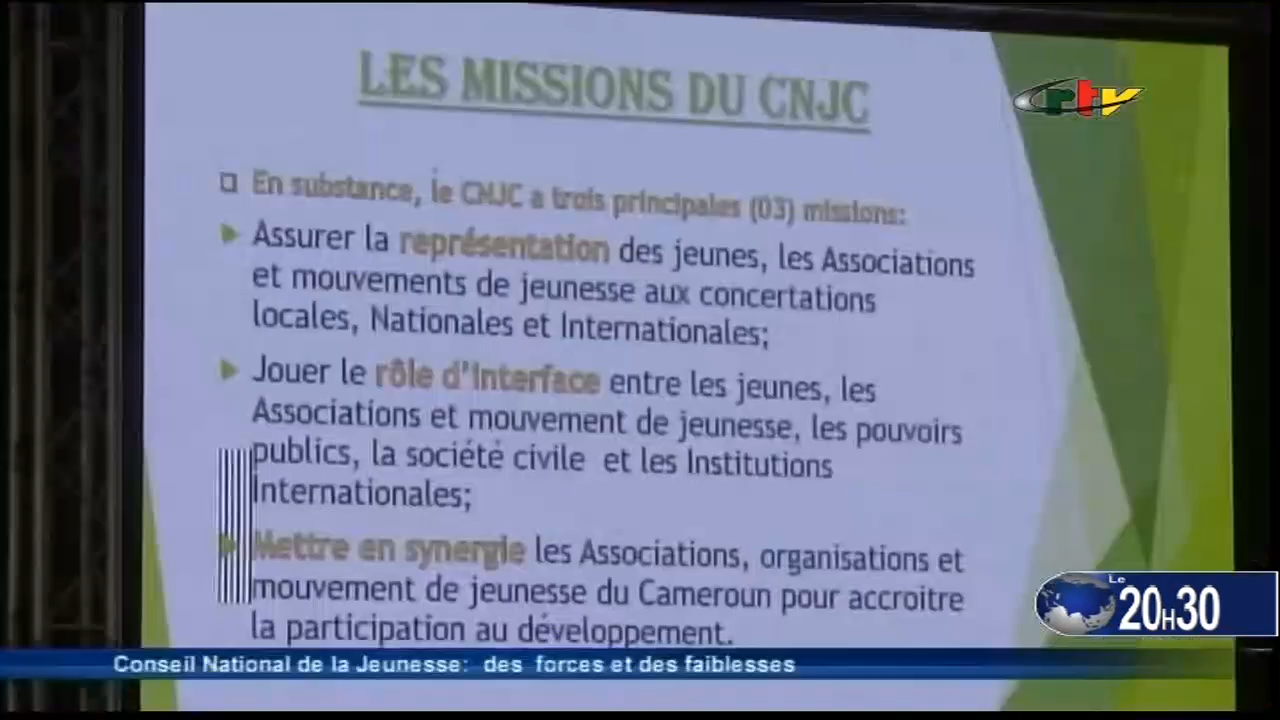 LES MISSIONS DU CNJC
crtv
En substance, le CNJC a trois principales (03) missions:
Assurer la représentation des jeunes, les Associations
et mouvements de jeunesse aux concertations
locales, Nationales et Internationales;
Jouer le rôle d'Interface entre les jeunes, les
Associations et mouvement de jeunesse, les pouvoirs
publics, la société civile et les Institutions
Internationales;
Mettre en synergie les Associations, organisations et
mouvement de jeunesse du Cameroun pour accroitre
la participation au développement.
Le
20H30
Conseil National de la Jeunesse: des forces et des faiblesses